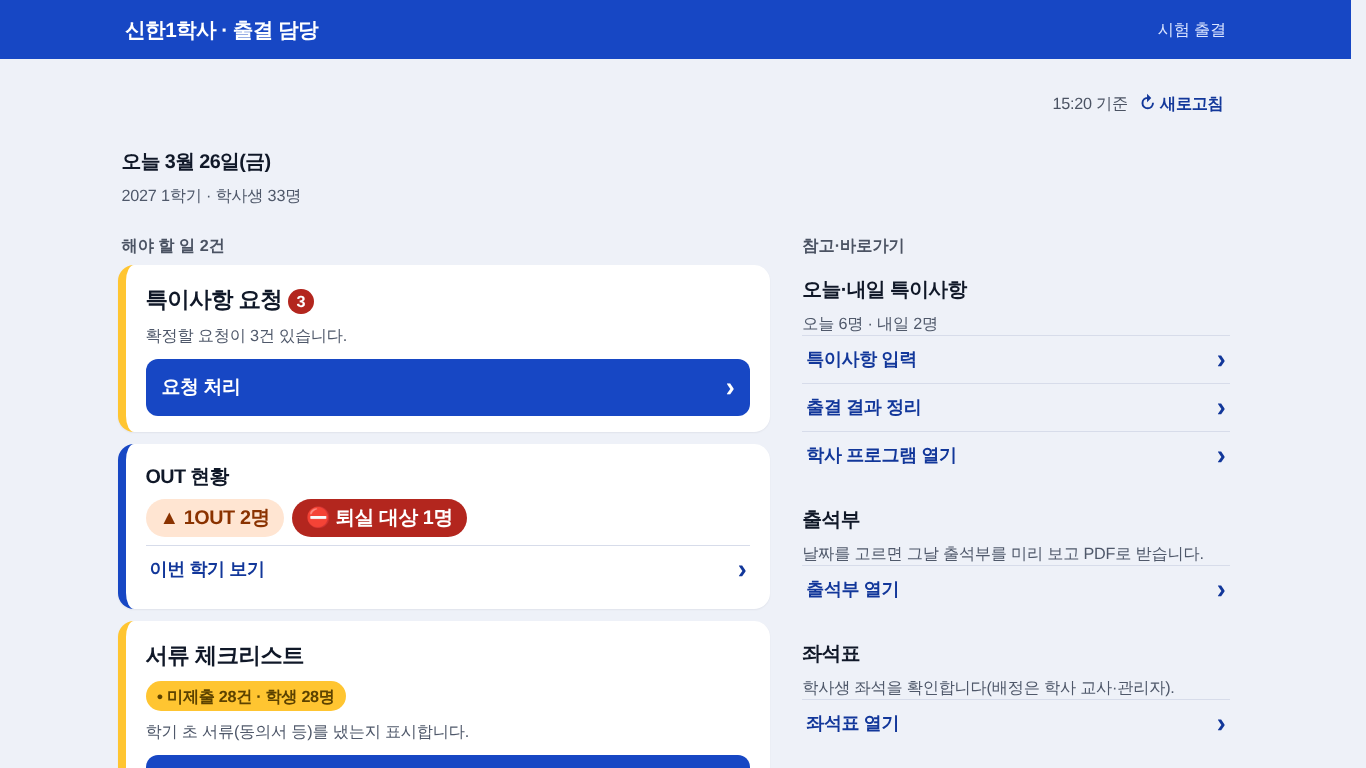 신한1학사 · 출결 담당
시험 출결
15:20 기준 ↻ 새로고침
오늘 3월 26일(금)
2027 1학기 · 학사생 33명
해야 할 일 2건
특이사항 요청 3
확정할 요청이 3건 있습니다.
요청 처리 ›
OUT 현황
▲ 1OUT 2명 ⛔ 퇴실 대상 1명
이번 학기 보기 ›
서류 체크리스트
• 미제출 28건 · 학생 28명
학기 초 서류(동의서 등)를 냈는지 표시합니다.
참고·바로가기
오늘·내일 특이사항
오늘 6명 · 내일 2명
특이사항 입력 ›
출결 결과 정리 ›
학사 프로그램 열기 ›
출석부
날짜를 고르면 그날 출석부를 미리 보고 PDF로 받습니다.
출석부 열기 ›
좌석표
학사생 좌석을 확인합니다(배정은 학사 교사·관리자).
좌석표 열기 ›